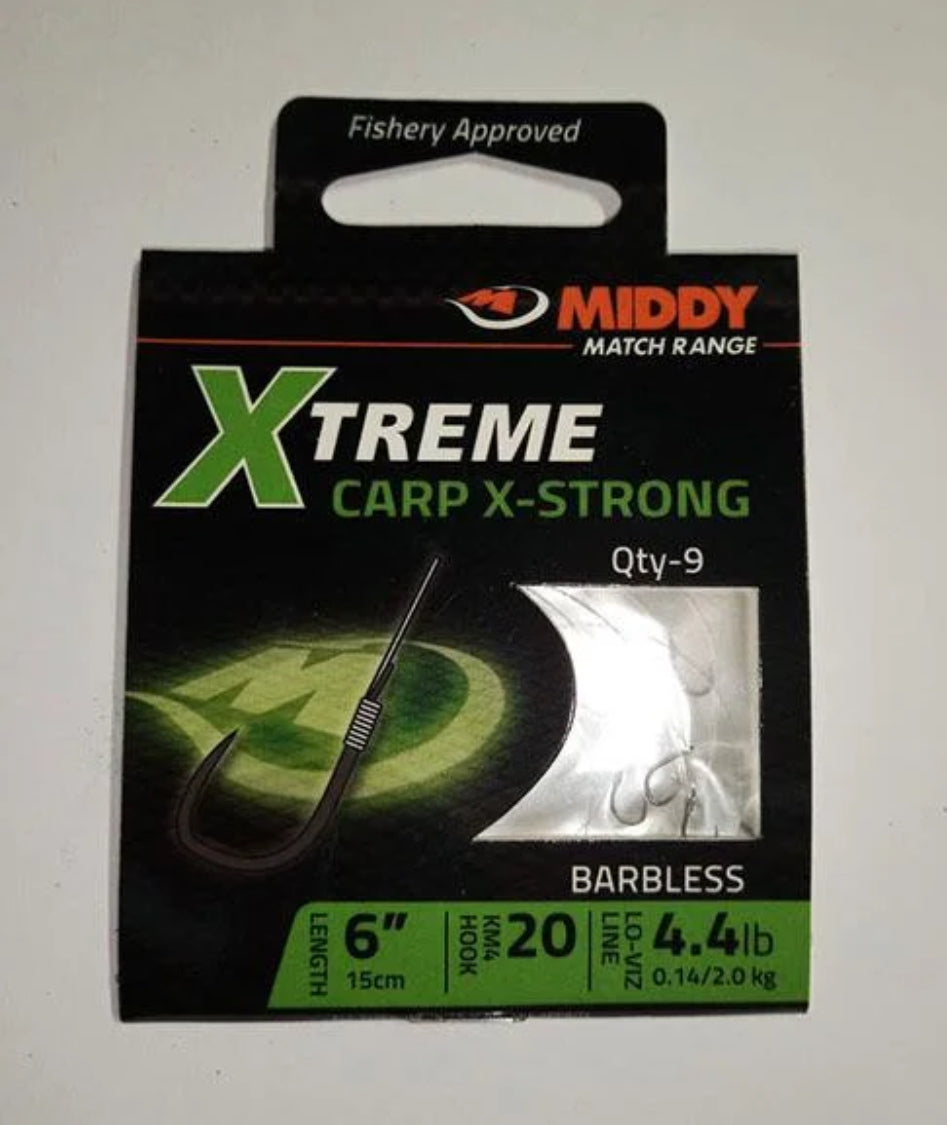 Fishery Approved
MIDDY
MATCH RANGE
XTREME
CARP X-STRONG
Qty-9
BARBLESS
LENGTH
6"
15cm
KM4
HOOK
20
LO-VIZ
LINE
4.4lb
0.14/2.0 kg